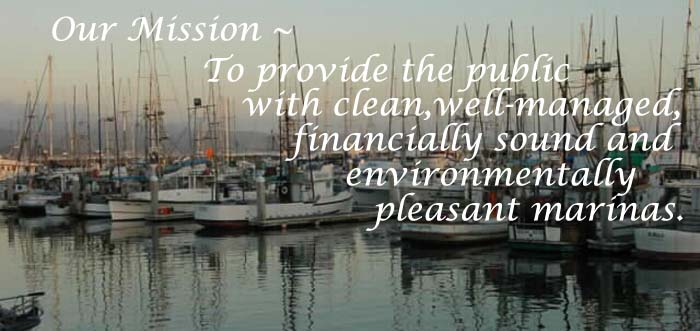 Our Mission ~
To provide the public
with clean,well-managed,
financially sound and
environmentally
pleasant marinas.